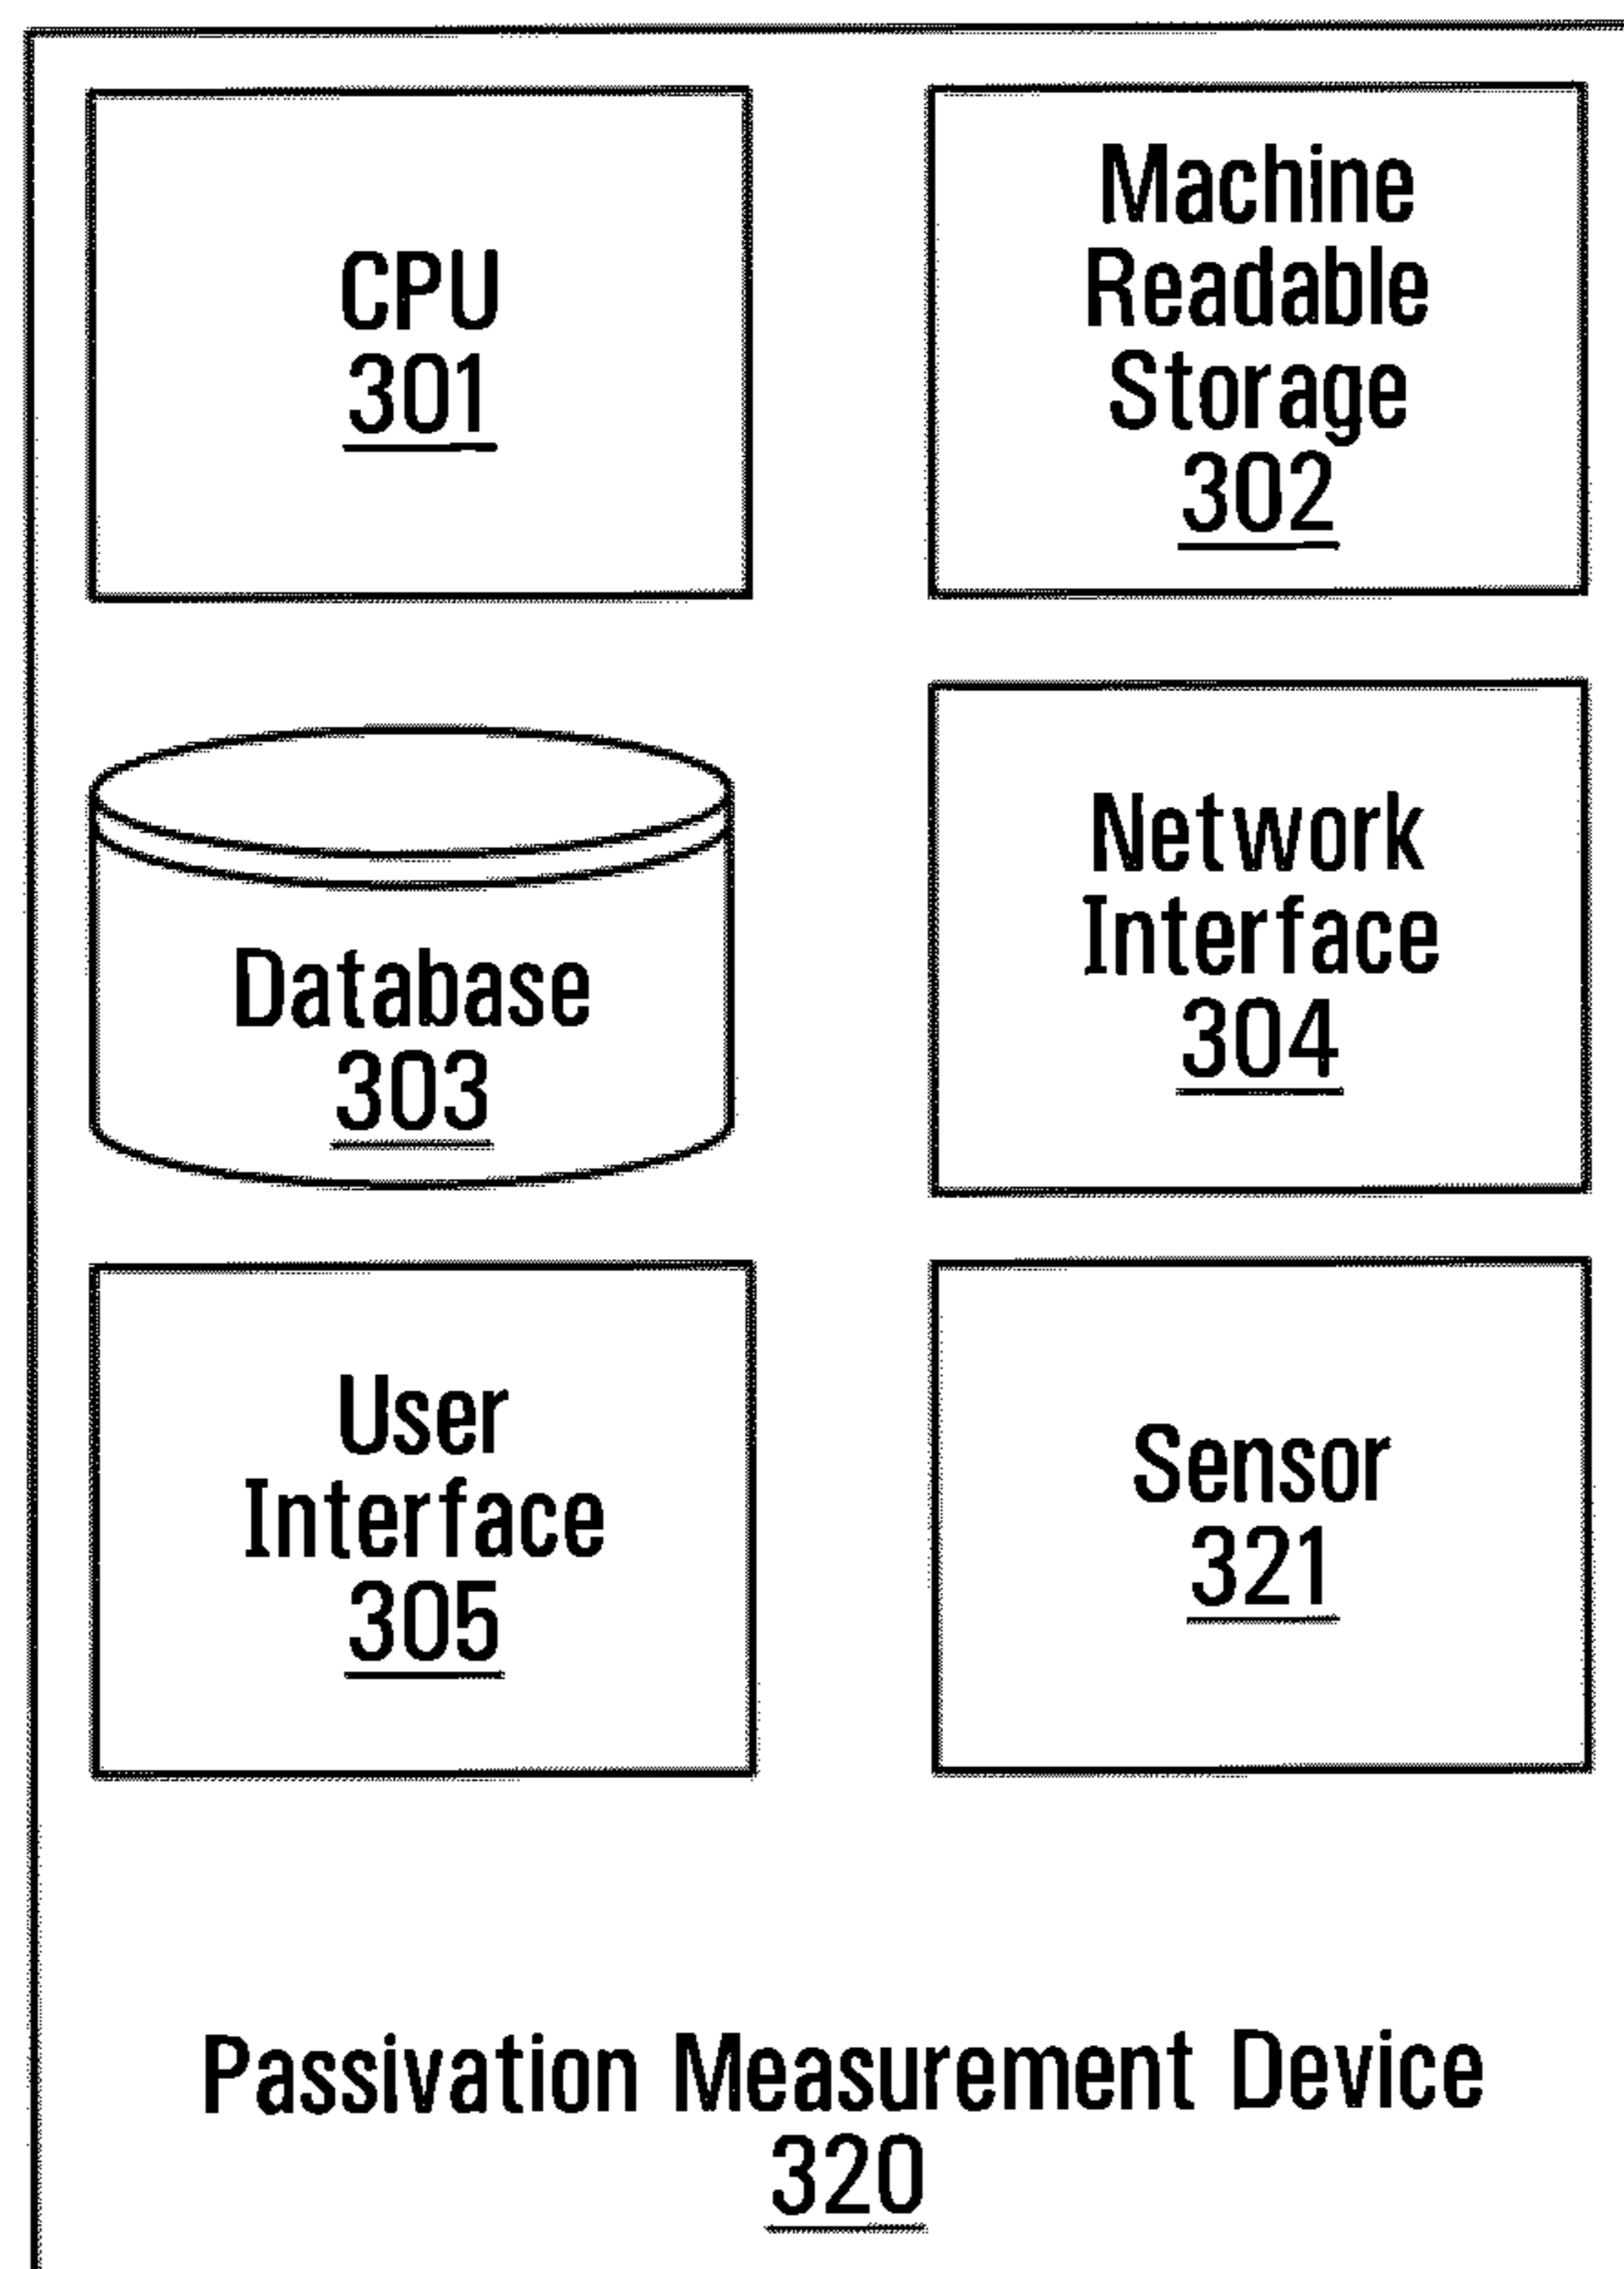 CPU
301
Machine
Readable
Storage
302
Database
303
Network
Interface
304
User
Interface
305
Sensor
321
Passivation Measurement Device
320